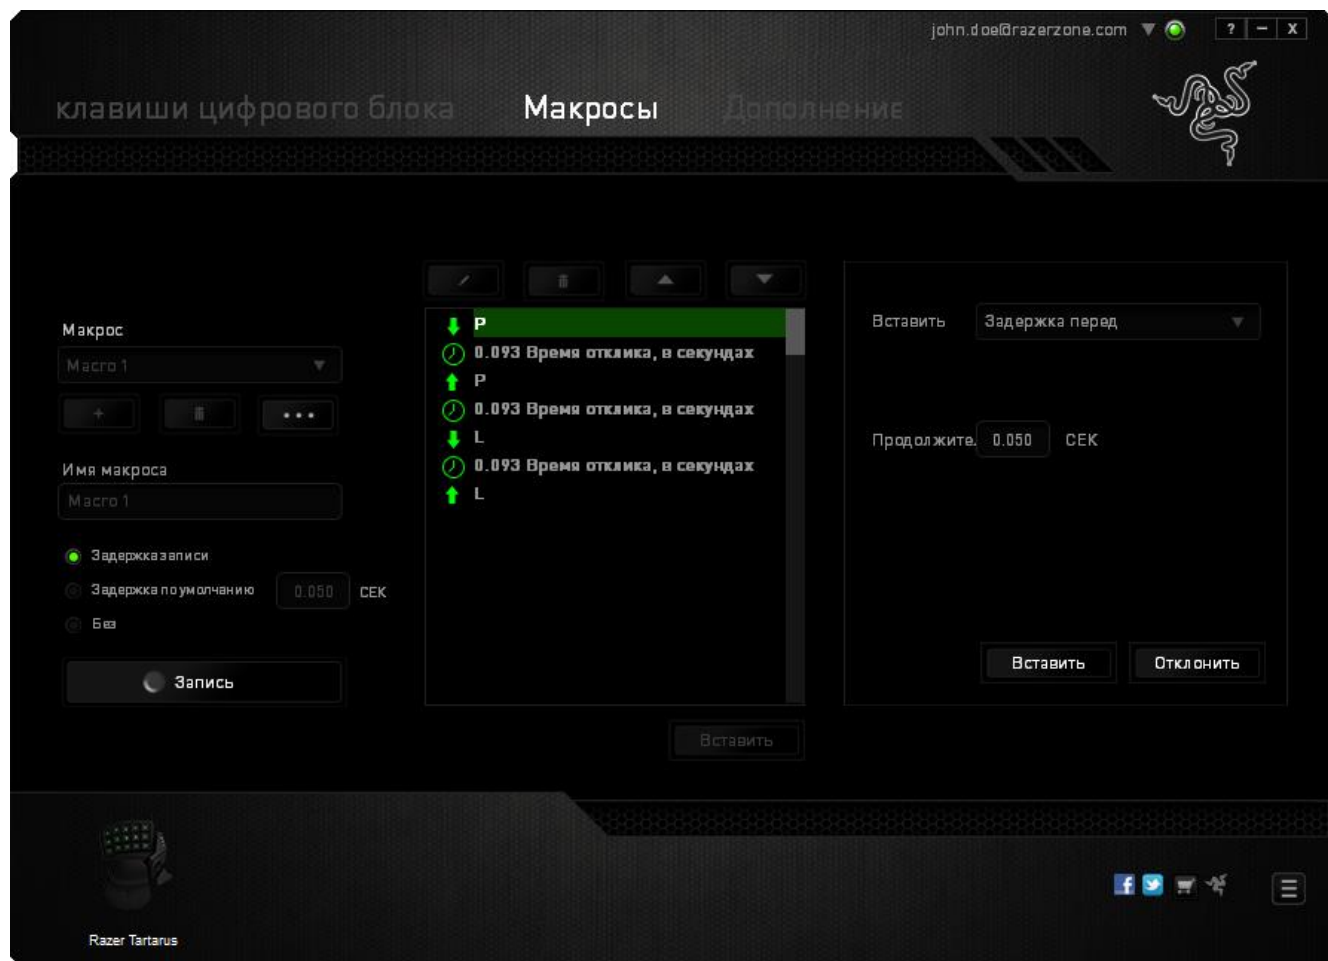 john.doe@razerzone.com
? – X
клавиши цифрового блока Макросы Дополнение
Макрос
Macro 1
+
Имя макроса
Macro 1
Задержка записи
Задержка по умолчанию 0.050 СЕК
Без
Запись
P
0.093 Время отклика, в секундах
P
0.093 Время отклика, в секундах
L
0.093 Время отклика, в секундах
L
Вставить
Вставить Задержка перед
Продолжите. 0.050 СЕК
Вставить Отклонить
Razer Tartarus